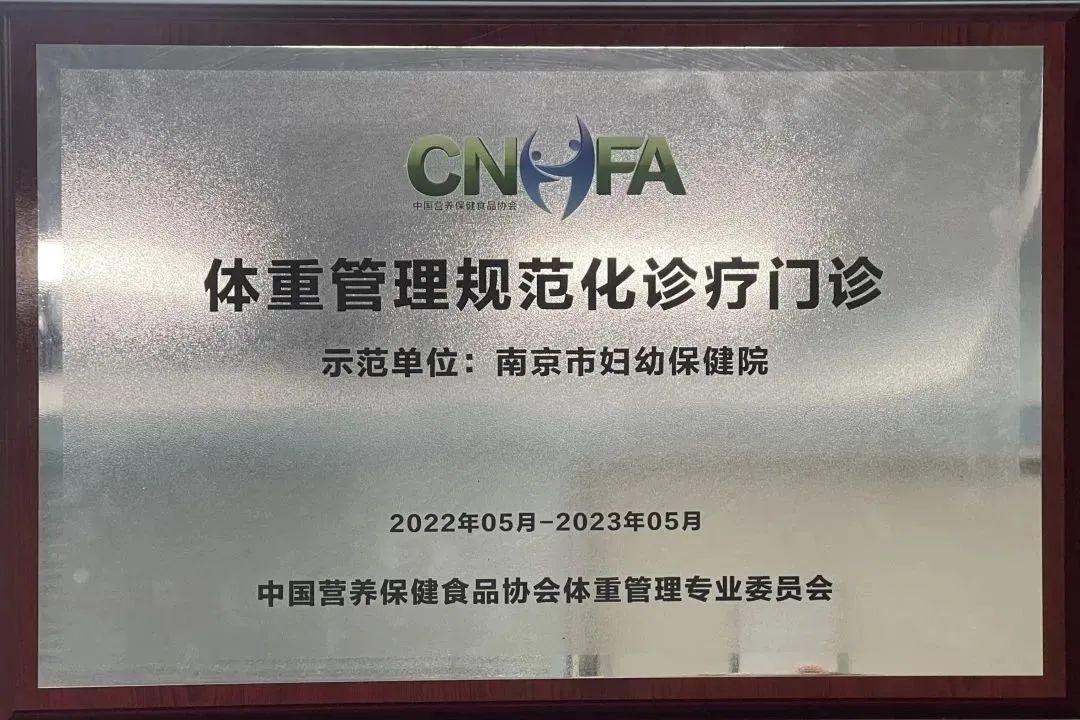 CNHFA
中国营养保健食品协会
体重管理规范化诊疗门诊
示范单位：南京市妇幼保健院
2022年05月-2023年05月
中国营养保健食品协会体重管理专业委员会